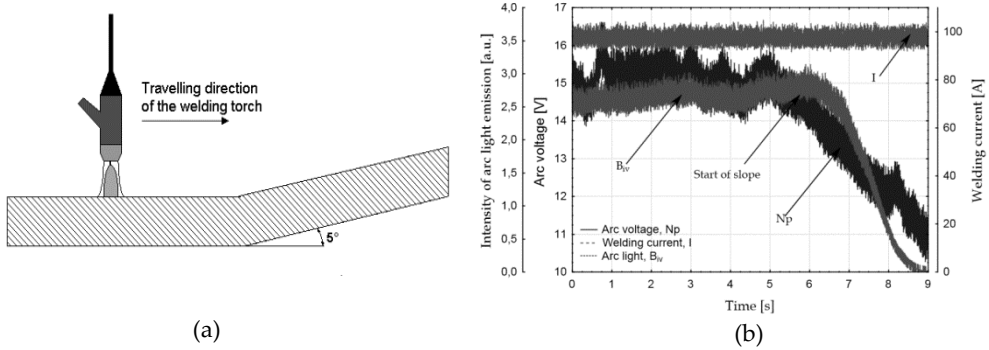 Travelling direction
of the welding torch
5°
(a)
Intensity of arc light emission [a.u.]
4,0
3,5
3,0
2,5
2,0
1,5
1,0
0,5
0,0
Arc voltage [V]
17
16
15
14
13
12
11
10
I
B_iv
Start of slope
Np
Arc voltage, Np
Welding current, I
Arc light, B_iv
0 1 2 3 4 5 6 7 8 9
Time [s]
100
80
60
40
20
0
Welding current [A]
(b)